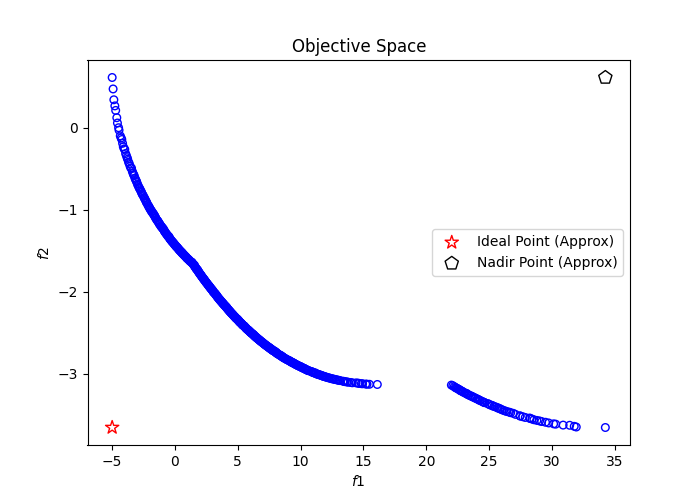 Objective Space
f2
0
−1
−2
−3
Ideal Point (Approx)
Nadir Point (Approx)
−5 0 5 10 15 20 25 30 35
f1